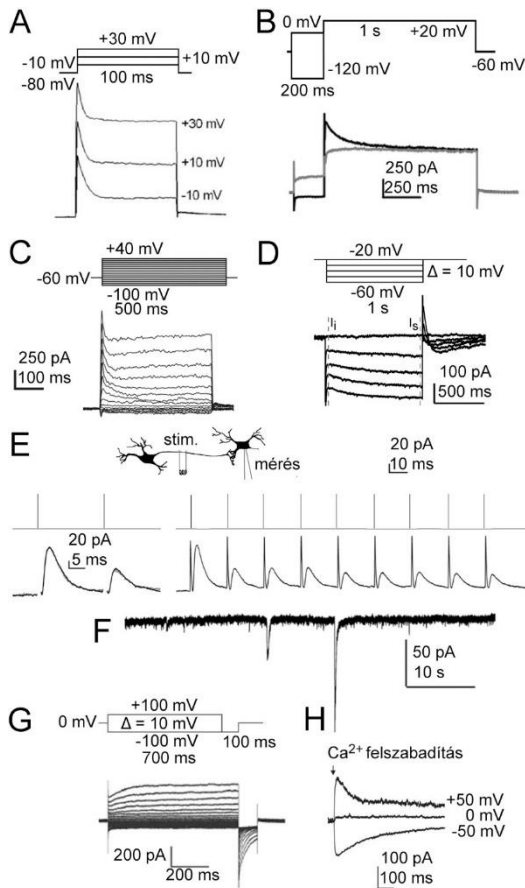 A
+30 mV
-10 mV
+10 mV
100 ms
-80 mV
+30 mV
+10 mV
-10 mV
B
0 mV
1 s
+20 mV
-120 mV
-60 mV
200 ms
250 pA
250 ms
C
+40 mV
-60 mV
-100 mV
500 ms
250 pA
100 ms
D
-20 mV
Δ = 10 mV
-60 mV
1 s
Ii
Is
100 pA
500 ms
E
stim.
mérés
20 pA
10 ms
20 pA
5 ms
F
50 pA
10 s
G
+100 mV
0 mV
Δ = 10 mV
-100 mV
100 ms
700 ms
200 pA
200 ms
H
Ca²⁺ felszabadítás
+50 mV
0 mV
-50 mV
100 pA
100 ms